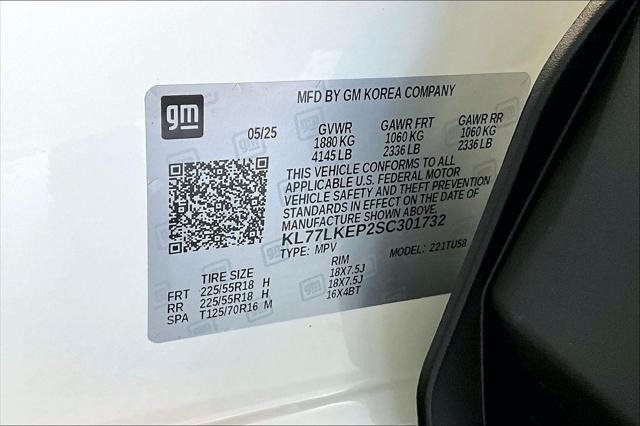 MFD BY GM KOREA COMPANY
gm
05/25 GVWR GAWR FRT GAWR RR
1880 KG 1060 KG 1060 KG
4145 LB 2336 LB 2336 LB
THIS VEHICLE CONFORMS TO ALL
APPLICABLE U.S. FEDERAL MOTOR
VEHICLE SAFETY AND THEFT PREVENTION
STANDARDS IN EFFECT ON THE DATE OF
MANUFACTURE SHOWN ABOVE.
KL77LKEP2SC301732
TYPE: MPV MODEL: 221TU58
TIRE SIZE RIM
FRT 225/55R18 H 18X7.5J
RR 225/55R18 H 18X7.5J
SPA T125/70R16 M 16X4BT